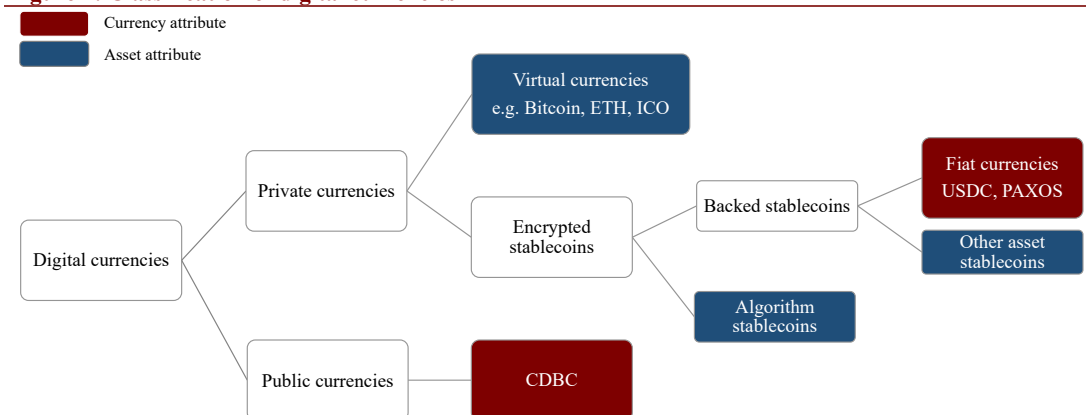 Currency attribute
Asset attribute
Virtual currencies
e.g. Bitcoin, ETH, ICO
Private currencies
Fiat currencies
USDC, PAXOS
Backed stablecoins
Encrypted
stablecoins
Other asset
stablecoins
Digital currencies
Algorithm
stablecoins
Public currencies
CDBC